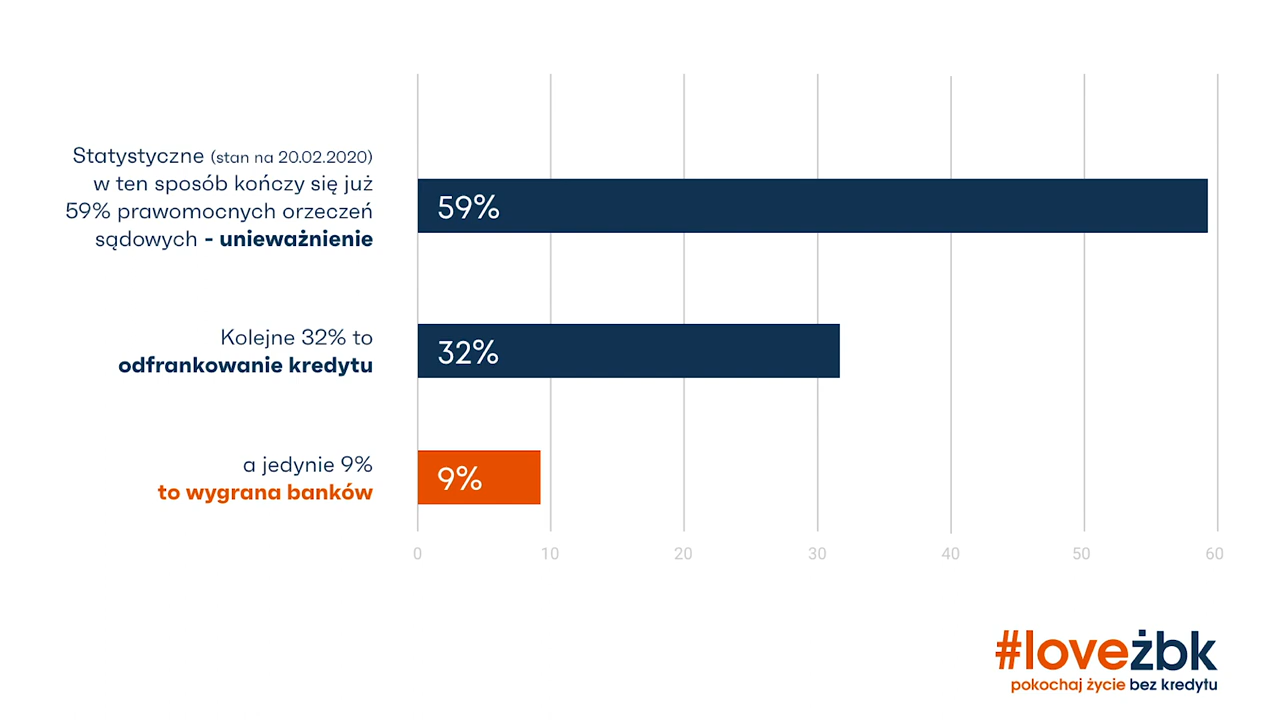 Statystyczne (stan na 20.02.2020)
w ten sposób kończy się już
59% prawomocnych orzeczeń
sądowych - unieważnienie
59%
Kolejne 32% to
odfrankowanie kredytu
32%
a jedynie 9%
to wygrana banków
9%
0 10 20 30 40 50 60
#loveżbk
pokochaj życie bez kredytu